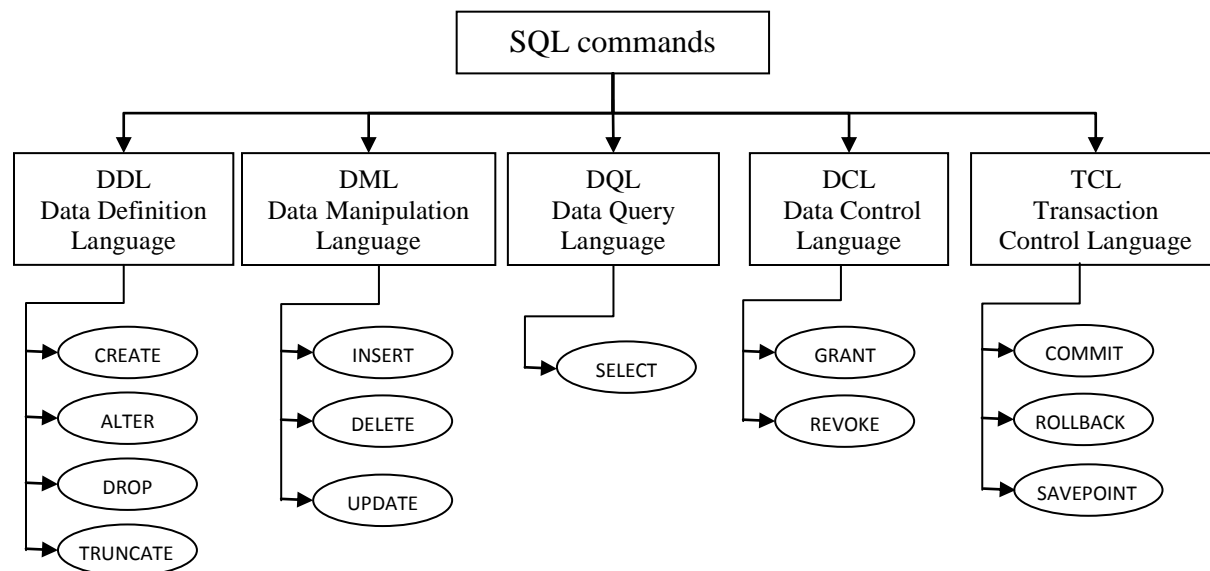 SQL commands
DDL
Data Definition
Language
DML
Data Manipulation
Language
DQL
Data Query
Language
DCL
Data Control
Language
TCL
Transaction
Control Language
CREATE
ALTER
DROP
TRUNCATE
INSERT
DELETE
UPDATE
SELECT
GRANT
REVOKE
COMMIT
ROLLBACK
SAVEPOINT